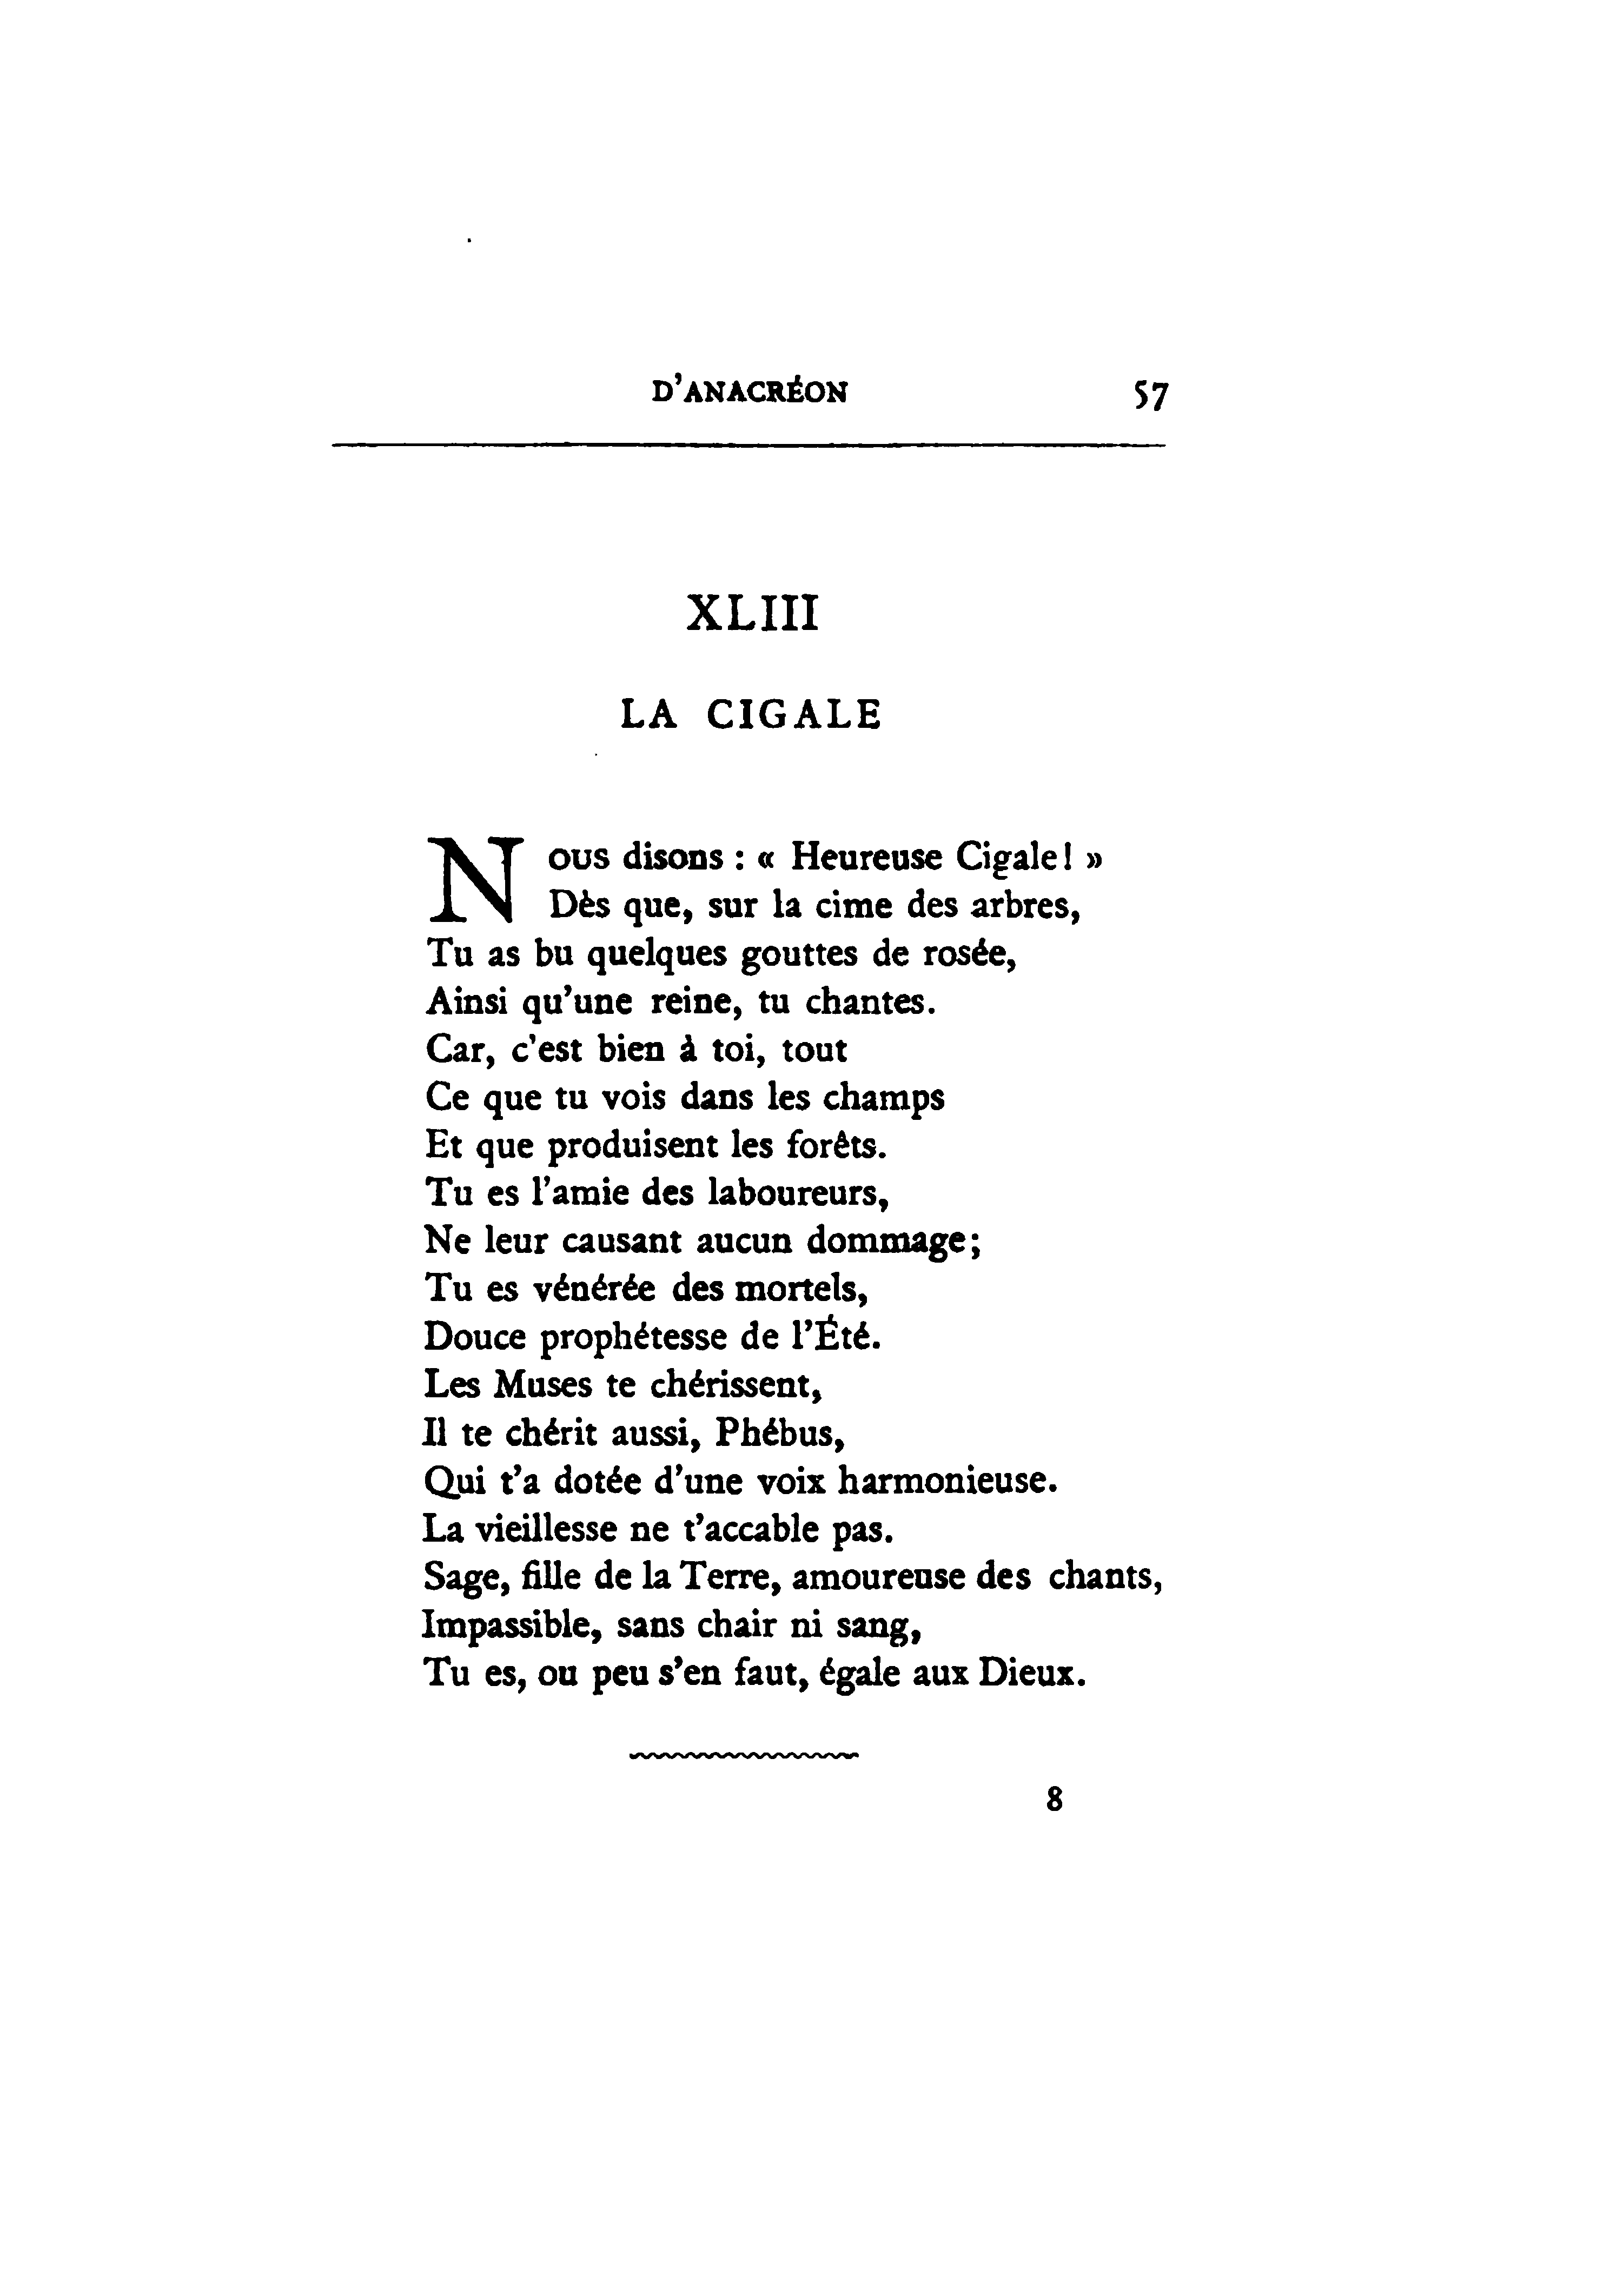 D'ANACRÉON 57
XLIII
LA CIGALE
Nous disons : « Heureuse Cigale! »
Dès que, sur la cime des arbres,
Tu as bu quelques gouttes de rosée,
Ainsi qu'une reine, tu chantes.
Car, c'est bien à toi, tout
Ce que tu vois dans les champs
Et que produisent les forêts.
Tu es l'amie des laboureurs,
Ne leur causant aucun dommage;
Tu es vénérée des mortels,
Douce prophétesse de l'Été.
Les Muses te chérissent,
Il te chérit aussi, Phébus,
Qui t'a dotée d'une voix harmonieuse.
La vieillesse ne t'accable pas.
Sage, fille de la Terre, amoureuse des chants,
Impassible, sans chair ni sang,
Tu es, ou peu s'en faut, égale aux Dieux.
8